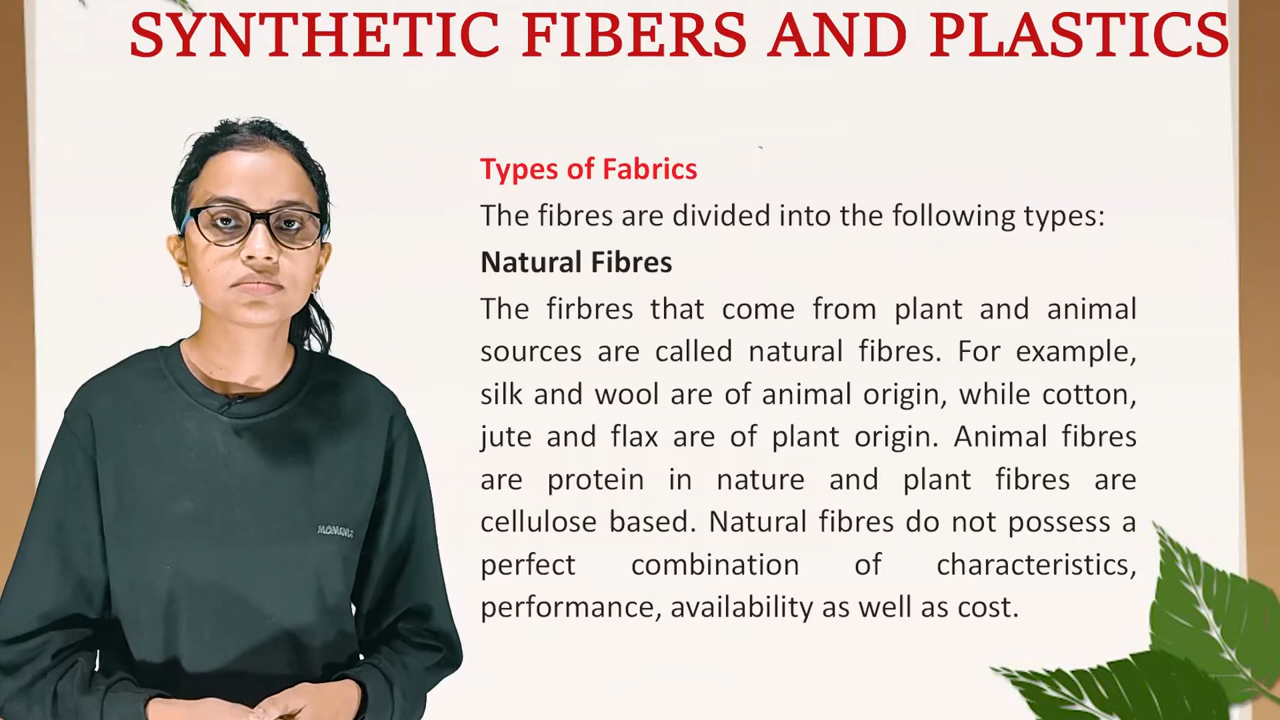 SYNTHETIC FIBERS AND PLASTICS
Types of Fabrics
The fibres are divided into the following types:
Natural Fibres
The firbres that come from plant and animal
sources are called natural fibres. For example,
silk and wool are of animal origin, while cotton,
jute and flax are of plant origin. Animal fibres
are protein in nature and plant fibres are
cellulose based. Natural fibres do not possess a
perfect combination of characteristics,
performance, availability as well as cost.